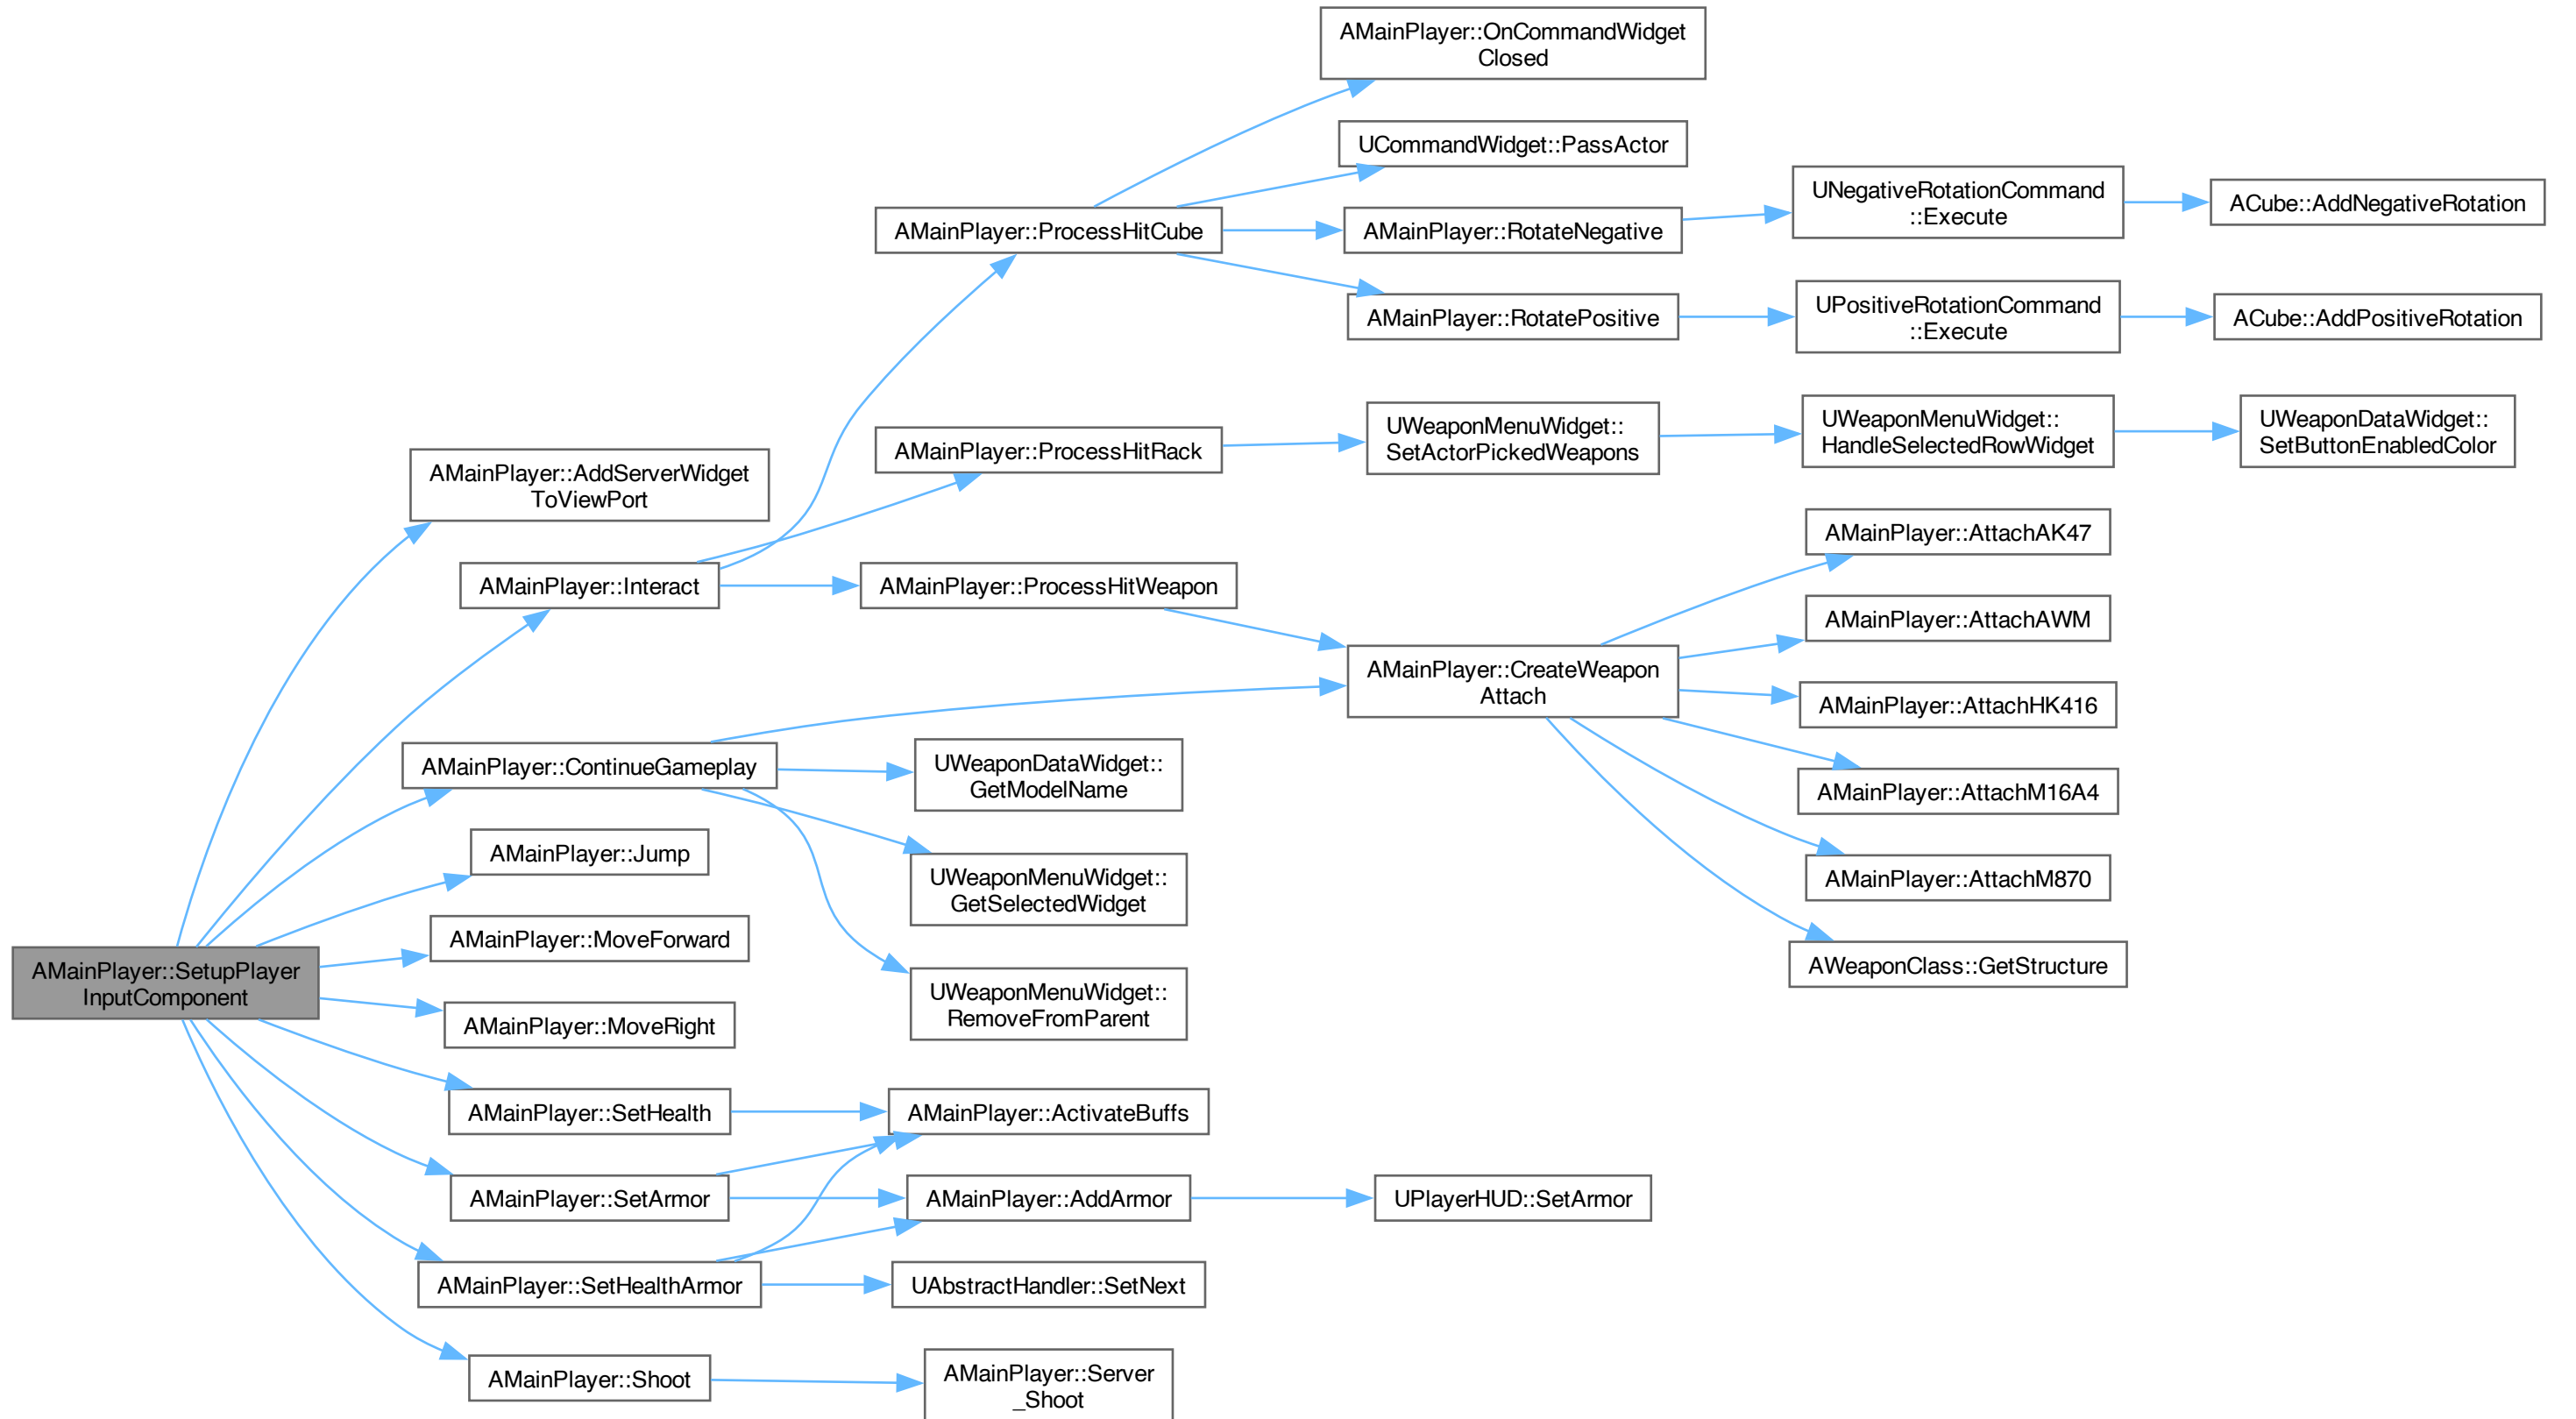 AMainPlayer::OnCommandWidget
Closed
UCommandWidget::PassActor
UNegativeRotationCommand
::Execute
ACube::AddNegativeRotation
AMainPlayer::ProcessHitCube
AMainPlayer::RotateNegative
AMainPlayer::RotatePositive
UPositiveRotationCommand
::Execute
ACube::AddPositiveRotation
AMainPlayer::ProcessHitRack
UWeaponMenuWidget::
SetActorPickedWeapons
UWeaponMenuWidget::
HandleSelectedRowWidget
UWeaponDataWidget::
SetButtonEnabledColor
AMainPlayer::AddServerWidget
ToViewPort
AMainPlayer::AttachAK47
AMainPlayer::Interact
AMainPlayer::ProcessHitWeapon
AMainPlayer::AttachAWM
AMainPlayer::CreateWeapon
Attach
AMainPlayer::AttachHK416
AMainPlayer::ContinueGameplay
UWeaponDataWidget::
GetModelName
AMainPlayer::AttachM16A4
AMainPlayer::Jump
UWeaponMenuWidget::
GetSelectedWidget
AMainPlayer::AttachM870
AMainPlayer::MoveForward
AWeaponClass::GetStructure
AMainPlayer::SetupPlayer
InputComponent
UWeaponMenuWidget::
RemoveFromParent
AMainPlayer::MoveRight
AMainPlayer::SetHealth
AMainPlayer::ActivateBuffs
AMainPlayer::SetArmor
AMainPlayer::AddArmor
UPlayerHUD::SetArmor
AMainPlayer::SetHealthArmor
UAbstractHandler::SetNext
AMainPlayer::Shoot
AMainPlayer::Server
_Shoot